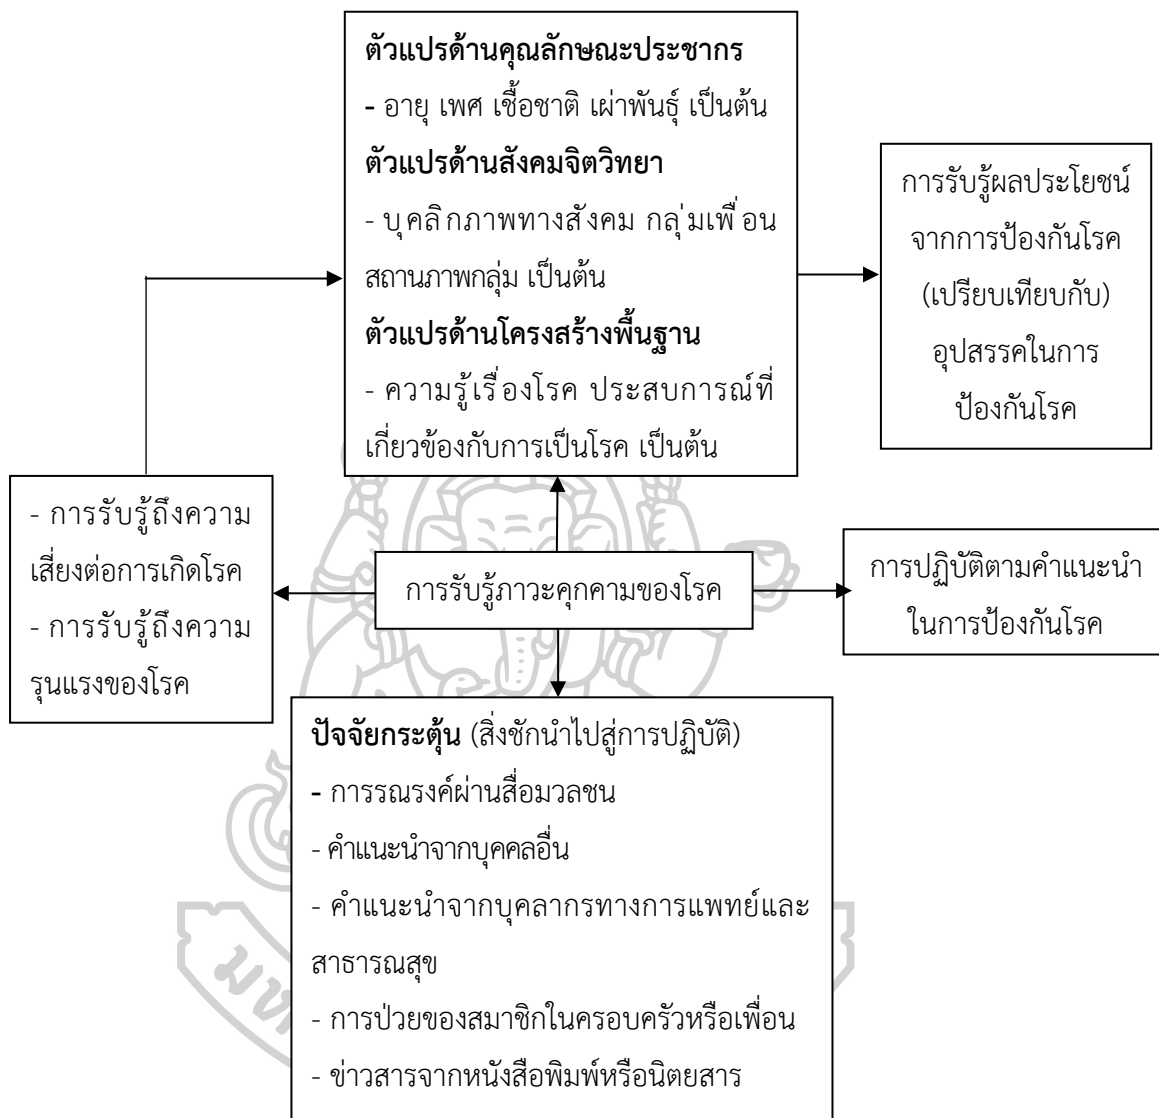 ตัวแปรด้านคุณลักษณะประชากร
- อายุ เพศ เชื้อชาติ เผ่าพันธุ์ เป็นต้น
ตัวแปรด้านสังคมจิตวิทยา
- บุคลิกภาพทางสังคม กลุ่มเพื่อน
สถานภาพกลุ่ม เป็นต้น
ตัวแปรด้านโครงสร้างพื้นฐาน
- ความรู้เรื่องโรค ประสบการณ์ที่
เกี่ยวข้องกับการเป็นโรค เป็นต้น
การรับรู้ผลประโยชน์
จากการป้องกันโรค
(เปรียบเทียบกับ)
อุปสรรคในการ
ป้องกันโรค
- การรับรู้ถึงความ
เสี่ยงต่อการเกิดโรค
- การรับรู้ถึงความ
รุนแรงของโรค
การรับรู้ภาวะคุกคามของโรค
การปฏิบัติตามคำแนะนำ
ในการป้องกันโรค
ปัจจัยกระตุ้น (สิ่งชักนำไปสู่การปฏิบัติ)
- การรณรงค์ผ่านสื่อมวลชน
- คำแนะนำจากบุคคลอื่น
- คำแนะนำจากบุคลากรทางการแพทย์และ
สาธารณสุข
- การป่วยของสมาชิกในครอบครัวหรือเพื่อน
- ข่าวสารจากหนังสือพิมพ์หรือนิตยสาร